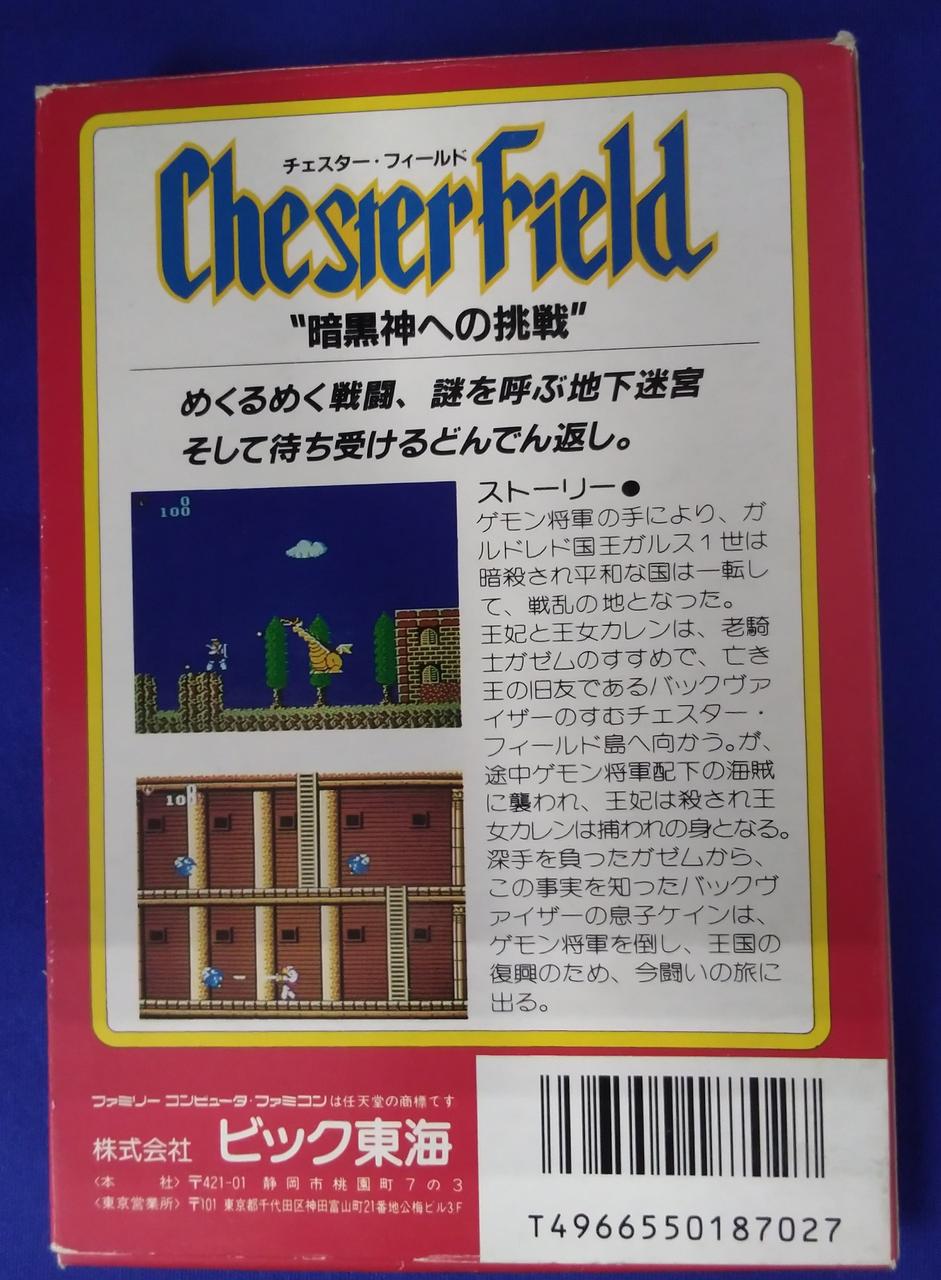 チェスター・フィールド
ChesterField
“暗黒神への挑戦”
めくるめく戦闘、謎を呼ぶ地下迷宮
そして待ち受けるどんでん返し。
0
100
ストーリー●
ゲモン将軍の手により、ガ
ルドレド国王ガルス1世は
暗殺され平和な国は一転し
て、戦乱の地となった。
王妃と王女カレンは、老騎
士ガゼムのすすめで、亡き
王の旧友であるバックヴァ
イザーのすむチェスター・
フィールド島へ向かう。が、
途中ゲモン将軍配下の海賊
に襲われ、王妃は殺され王
女カレンは捕われの身となる。
深手を負ったガゼムから、
この事実を知ったバックヴ
ァイザーの息子ケインは、
ゲモン将軍を倒し、王国の
復興のため、今闘いの旅に
出る。
ファミリーコンピュータ・ファミコンは任天堂の商標です
株式会社 ビック東海
〈本　社〉〒421-01 静岡市桃園町7の3
〈東京営業所〉〒101 東京都千代田区神田富山町21番地公梅ビル3F
T4966550187027